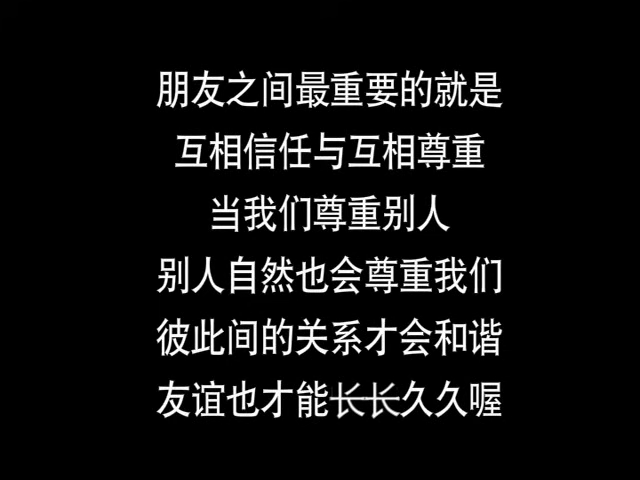 朋友之间最重要的就是
互相信任与互相尊重
当我们尊重别人
别人自然也会尊重我们
彼此间的关系才会和谐
友谊也才能长长久久喔